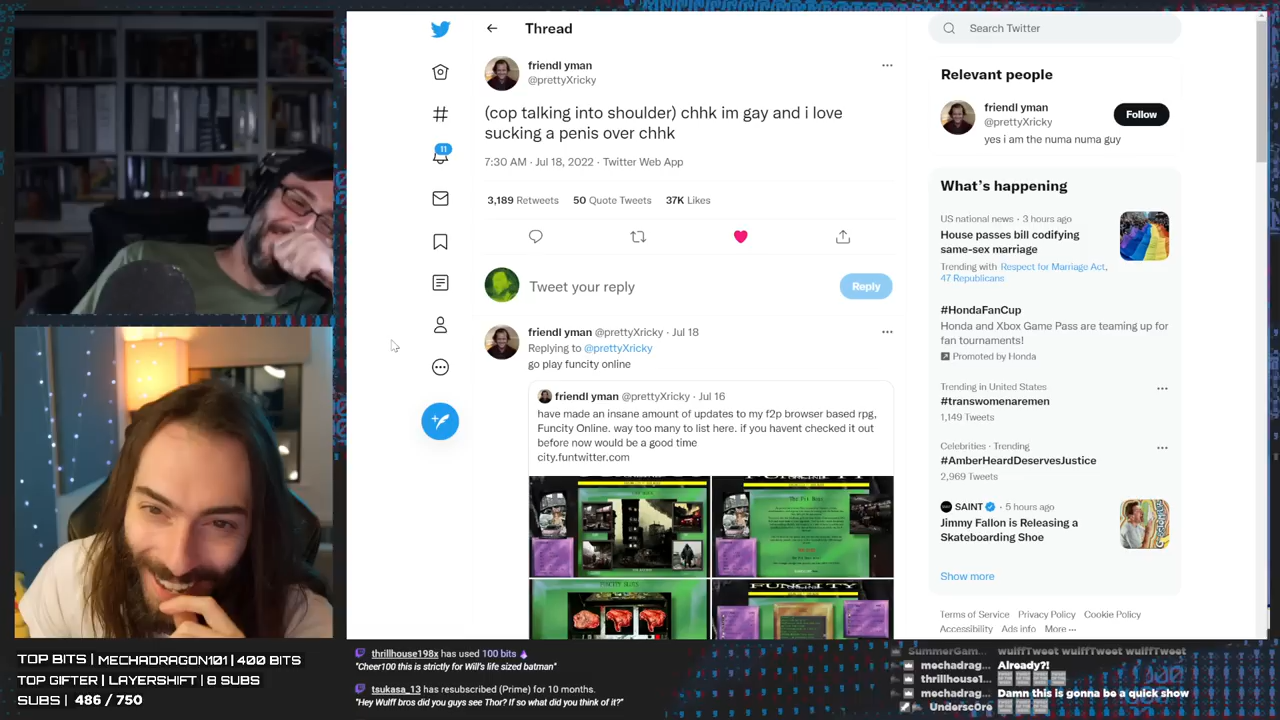 Thread
friendl yman
@prettyXricky
(cop talking into shoulder) chhk im gay and i love
sucking a penis over chhk
7:30 AM · Jul 18, 2022 · Twitter Web App
3,189 Retweets 50 Quote Tweets 37K Likes
11
Tweet your reply
Reply
friendl yman @prettyXricky · Jul 18
Replying to @prettyXricky
go play funcity online
friendl yman @prettyXricky · Jul 16
have made an insane amount of updates to my f2p browser based rpg,
Funcity Online. way too many to list here. if you havent checked it out
before now would be a good time
city.funtwitter.com
Search Twitter
Relevant people
friendl yman
@prettyXricky
Follow
yes i am the numa numa guy
What's happening
US national news · 3 hours ago
House passes bill codifying
same-sex marriage
Trending with Respect for Marriage Act,
47 Republicans
#HondaFanCup
Honda and Xbox Game Pass are teaming up for
fan tournaments!
Promoted by Honda
Trending in United States
#transwomenaremen
1,149 Tweets
Celebrities · Trending
#AmberHeardDeservesJustice
2,969 Tweets
SAINT · 5 hours ago
Jimmy Fallon is Releasing a
Skateboarding Shoe
Show more
Terms of Service Privacy Policy Cookie Policy
Accessibility Ads info More
TOP BITS | MECHADRAGON101 | 400 BITS
TOP GIFTER | LAYERSHIFT | 6 SUBS
SUBS | 486 / 750
thrillhouse198x has used 100 bits
"Cheer100 this is strictly for Will's life sized batman"
tsukasa_13 has resubscribed (Prime) for 10 months.
"Hey Wulff bros did you guys see Thor? If so what did you think of it?"
SummerGam... wulffTweet wulffTweet wulffTweet
mechadrag... Already?!
thrillhouse1...
mechadrag... Damn this is gonna be a quick show
Undersc0re